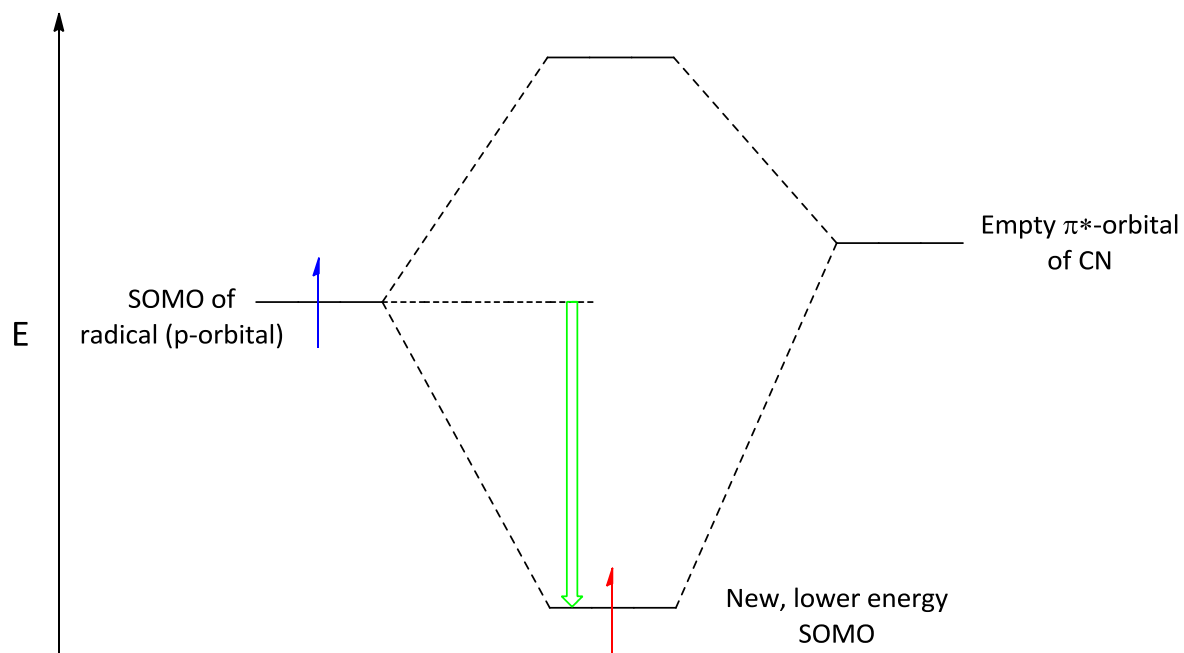 Empty π*-orbital
of CN
SOMO of
radical (p-orbital)
E
New, lower energy
SOMO